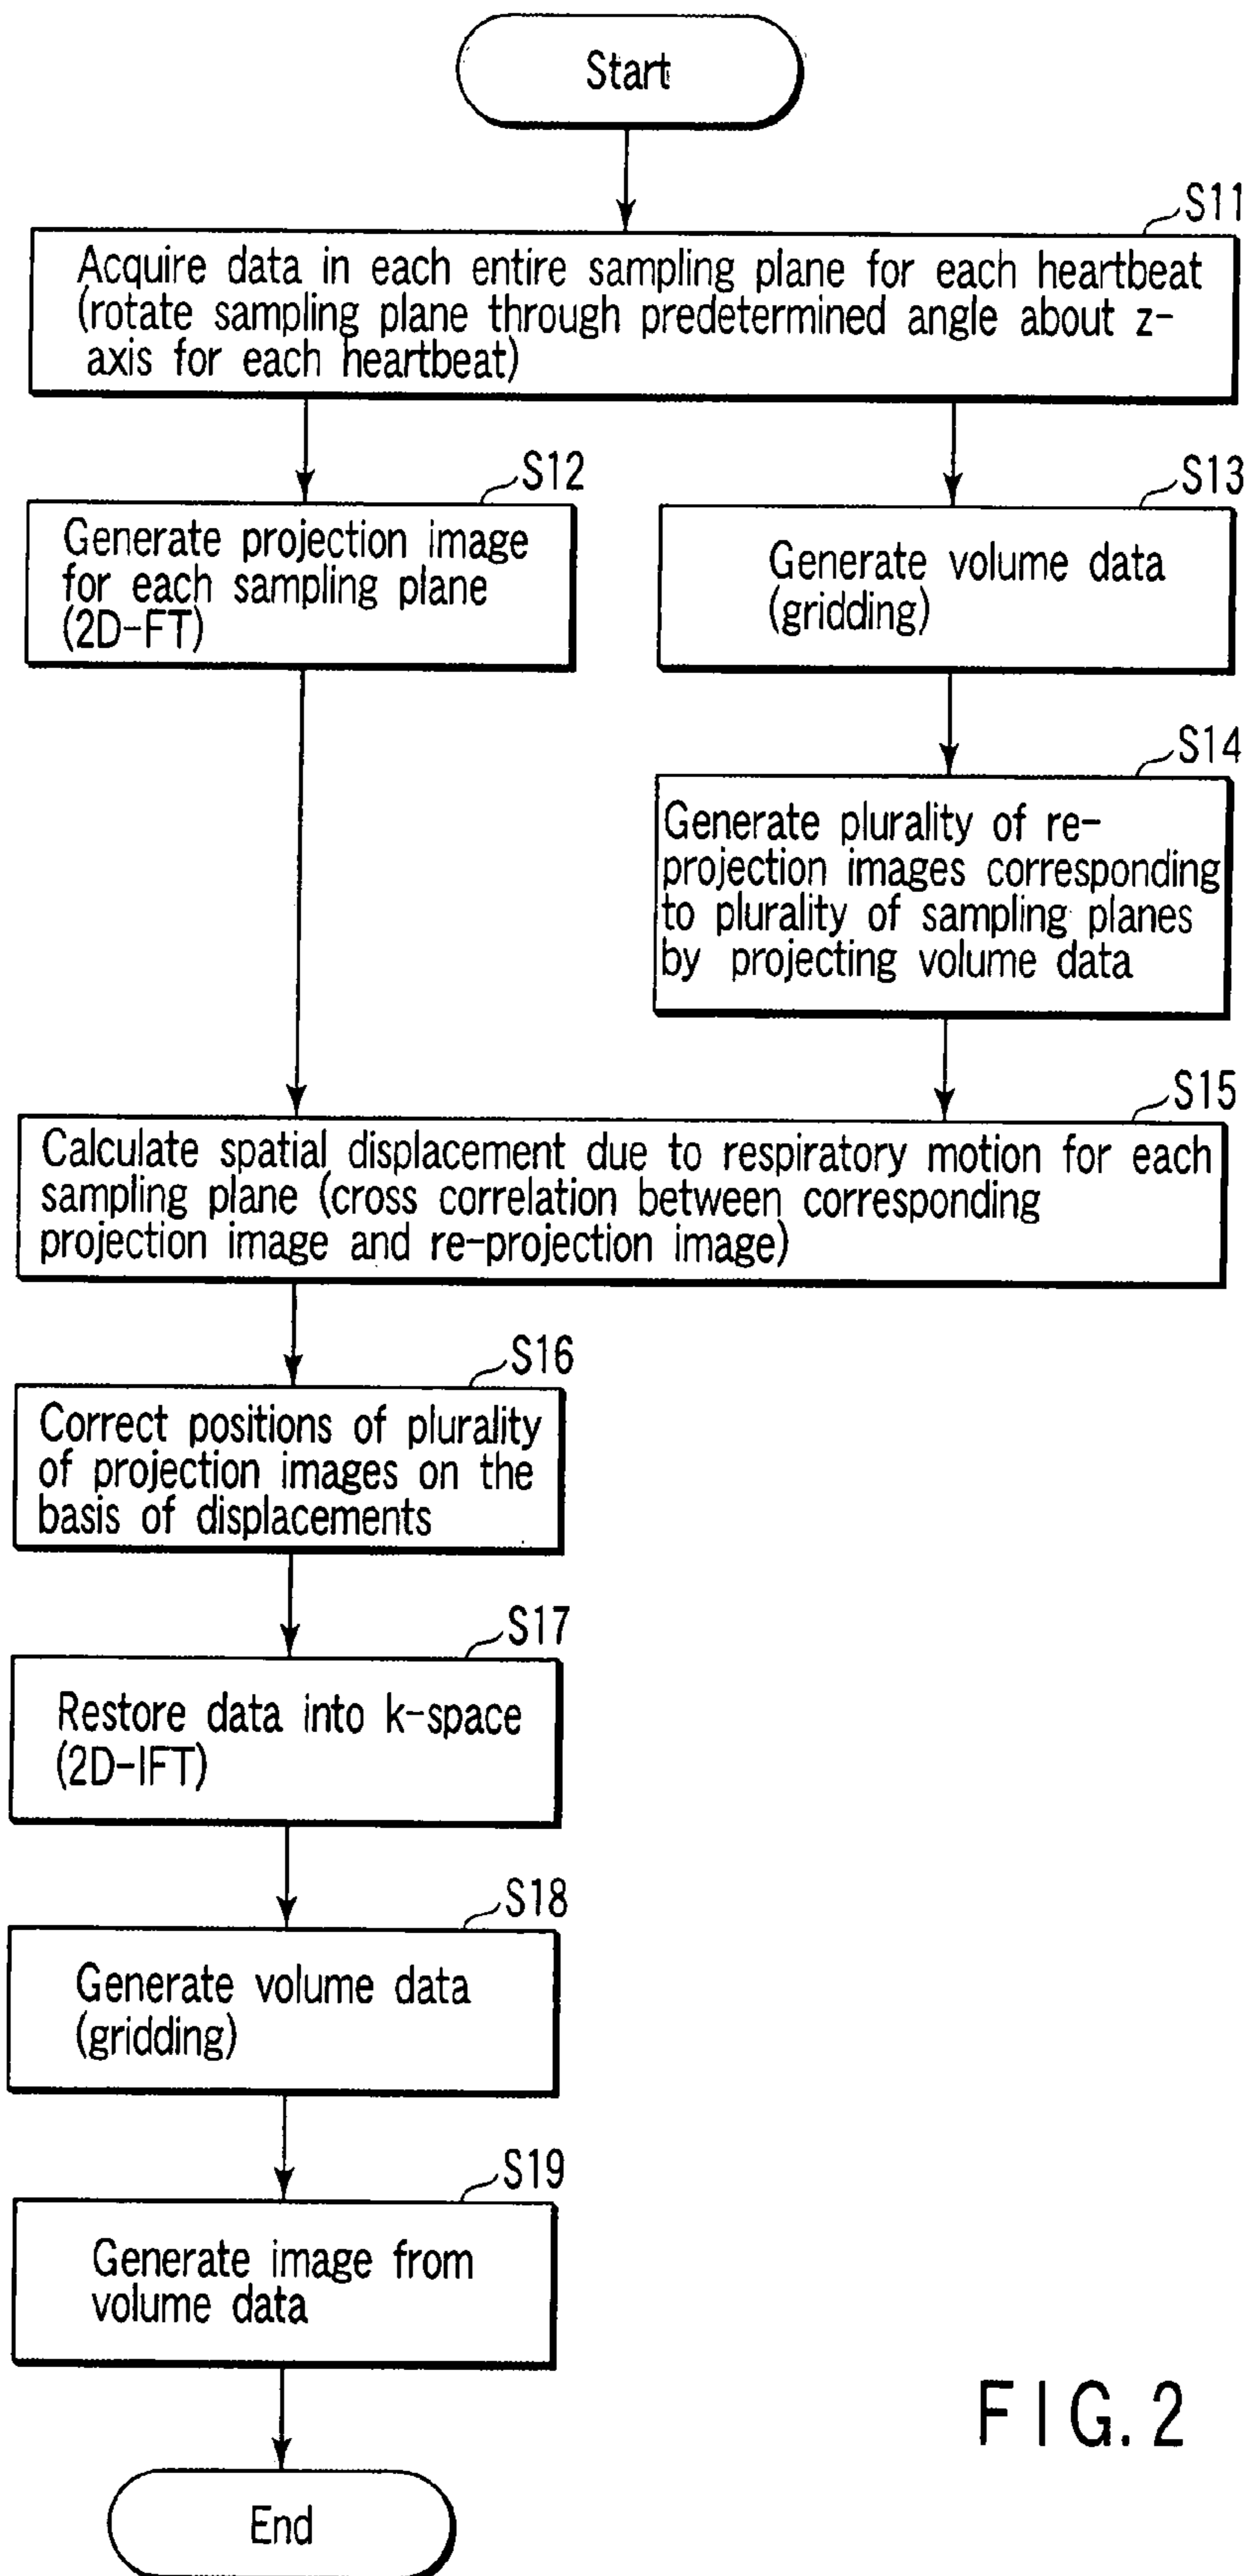 Start
S11
Acquire data in each entire sampling plane for each heartbeat
(rotate sampling plane through predetermined angle about z-
axis for each heartbeat)
S12
Generate projection image
for each sampling plane
(2D-FT)
S13
Generate volume data
(gridding)
S14
Generate plurality of re-
projection images corresponding
to plurality of sampling planes
by projecting volume data
S15
Calculate spatial displacement due to respiratory motion for each
sampling plane (cross correlation between corresponding
projection image and re-projection image)
S16
Correct positions of plurality
of projection images on the
basis of displacements
S17
Restore data into k-space
(2D-IFT)
S18
Generate volume data
(gridding)
S19
Generate image from
volume data
End
FIG. 2